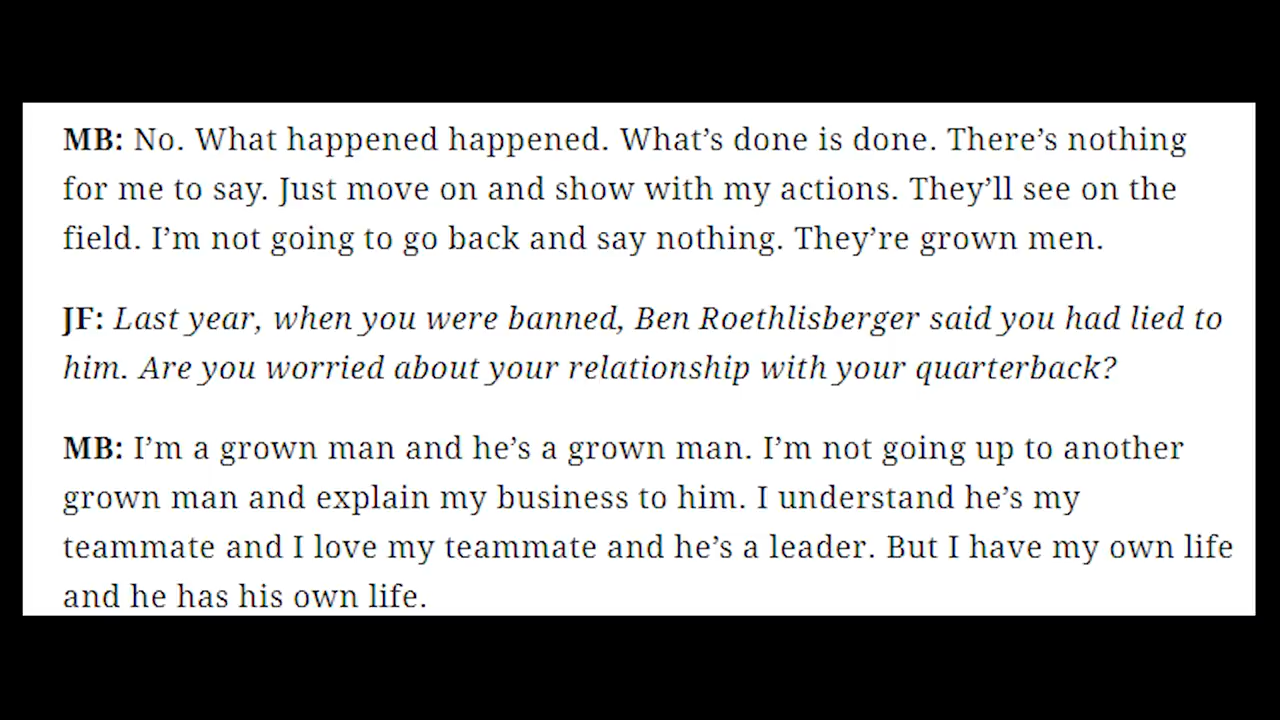 MB: No. What happened happened. What’s done is done. There’s nothing
for me to say. Just move on and show with my actions. They’ll see on the
field. I’m not going to go back and say nothing. They’re grown men.
JF: Last year, when you were banned, Ben Roethlisberger said you had lied to
him. Are you worried about your relationship with your quarterback?
MB: I’m a grown man and he’s a grown man. I’m not going up to another
grown man and explain my business to him. I understand he’s my
teammate and I love my teammate and he’s a leader. But I have my own life
and he has his own life.